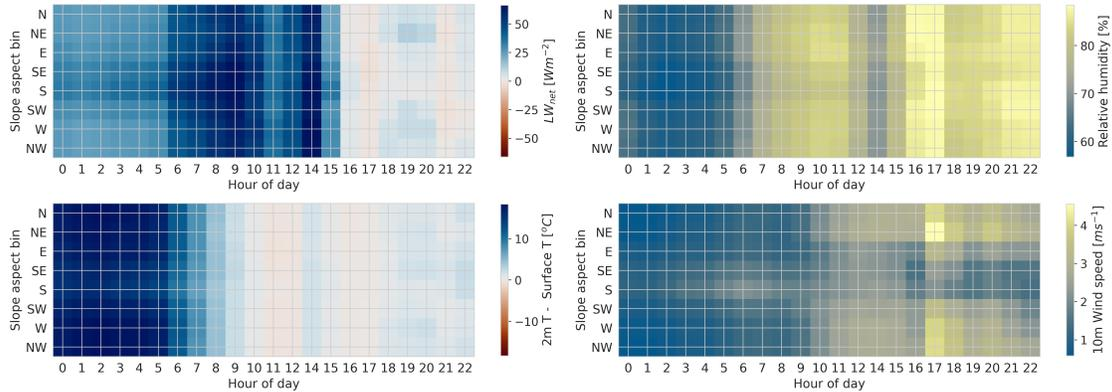 N
NE
E
SE
S
SW
W
NW
Slope aspect bin
0 1 2 3 4 5 6 7 8 9 10 11 12 13 14 15 16 17 18 19 20 21 22
Hour of day
50
25
0
−25
−50
LWnet [Wm−2]
N
NE
E
SE
S
SW
W
NW
Slope aspect bin
0 1 2 3 4 5 6 7 8 9 10 11 12 13 14 15 16 17 18 19 20 21 22
Hour of day
80
70
60
Relative humidity [%]
N
NE
E
SE
S
SW
W
NW
Slope aspect bin
0 1 2 3 4 5 6 7 8 9 10 11 12 13 14 15 16 17 18 19 20 21 22
Hour of day
10
0
−10
2m T - Surface T [°C]
N
NE
E
SE
S
SW
W
NW
Slope aspect bin
0 1 2 3 4 5 6 7 8 9 10 11 12 13 14 15 16 17 18 19 20 21 22
Hour of day
4
3
2
1
10m Wind speed [ms−1]